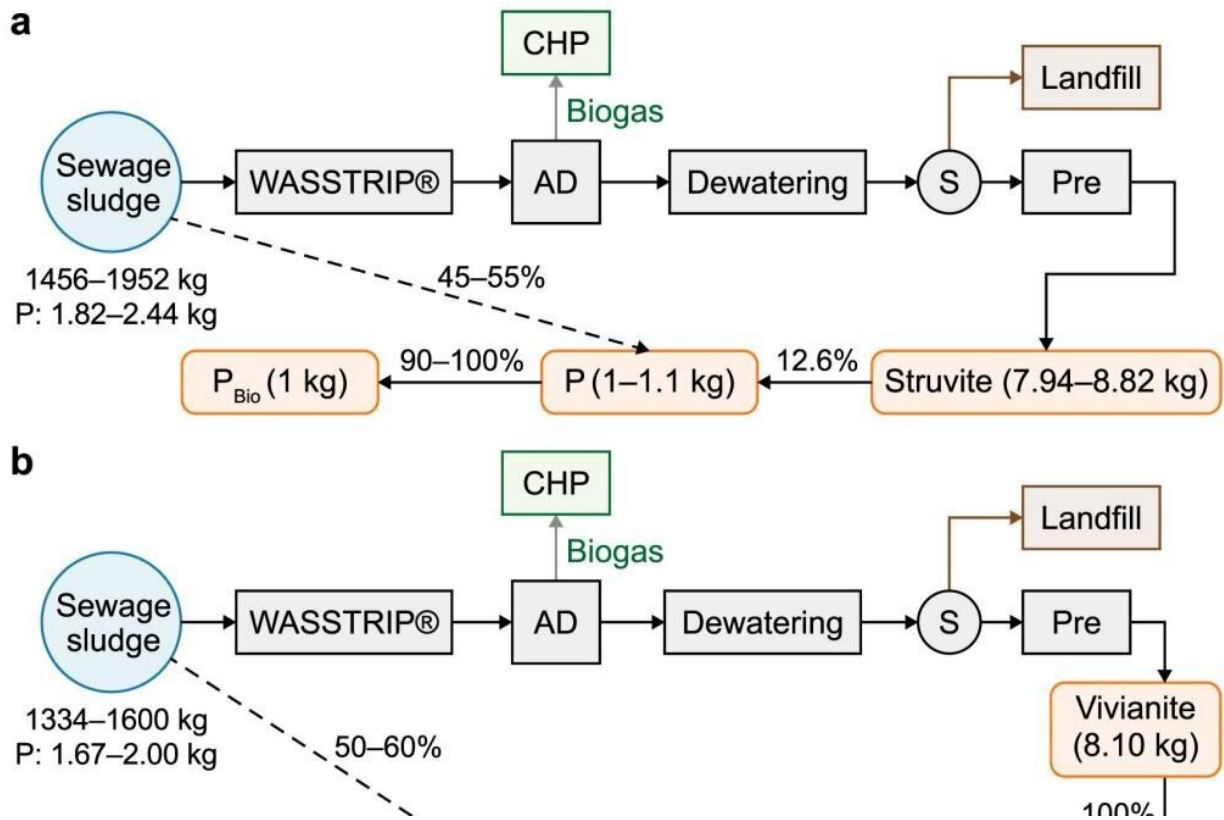 a
CHP
Biogas
Landfill
Sewage
sludge
WASSTRIP®
AD
Dewatering
S
Pre
1456–1952 kg
P: 1.82–2.44 kg
45–55%
P_Bio (1 kg)
90–100%
P (1–1.1 kg)
12.6%
Struvite (7.94–8.82 kg)
b
CHP
Biogas
Landfill
Sewage
sludge
WASSTRIP®
AD
Dewatering
S
Pre
1334–1600 kg
P: 1.67–2.00 kg
50–60%
Vivianite
(8.10 kg)
100%